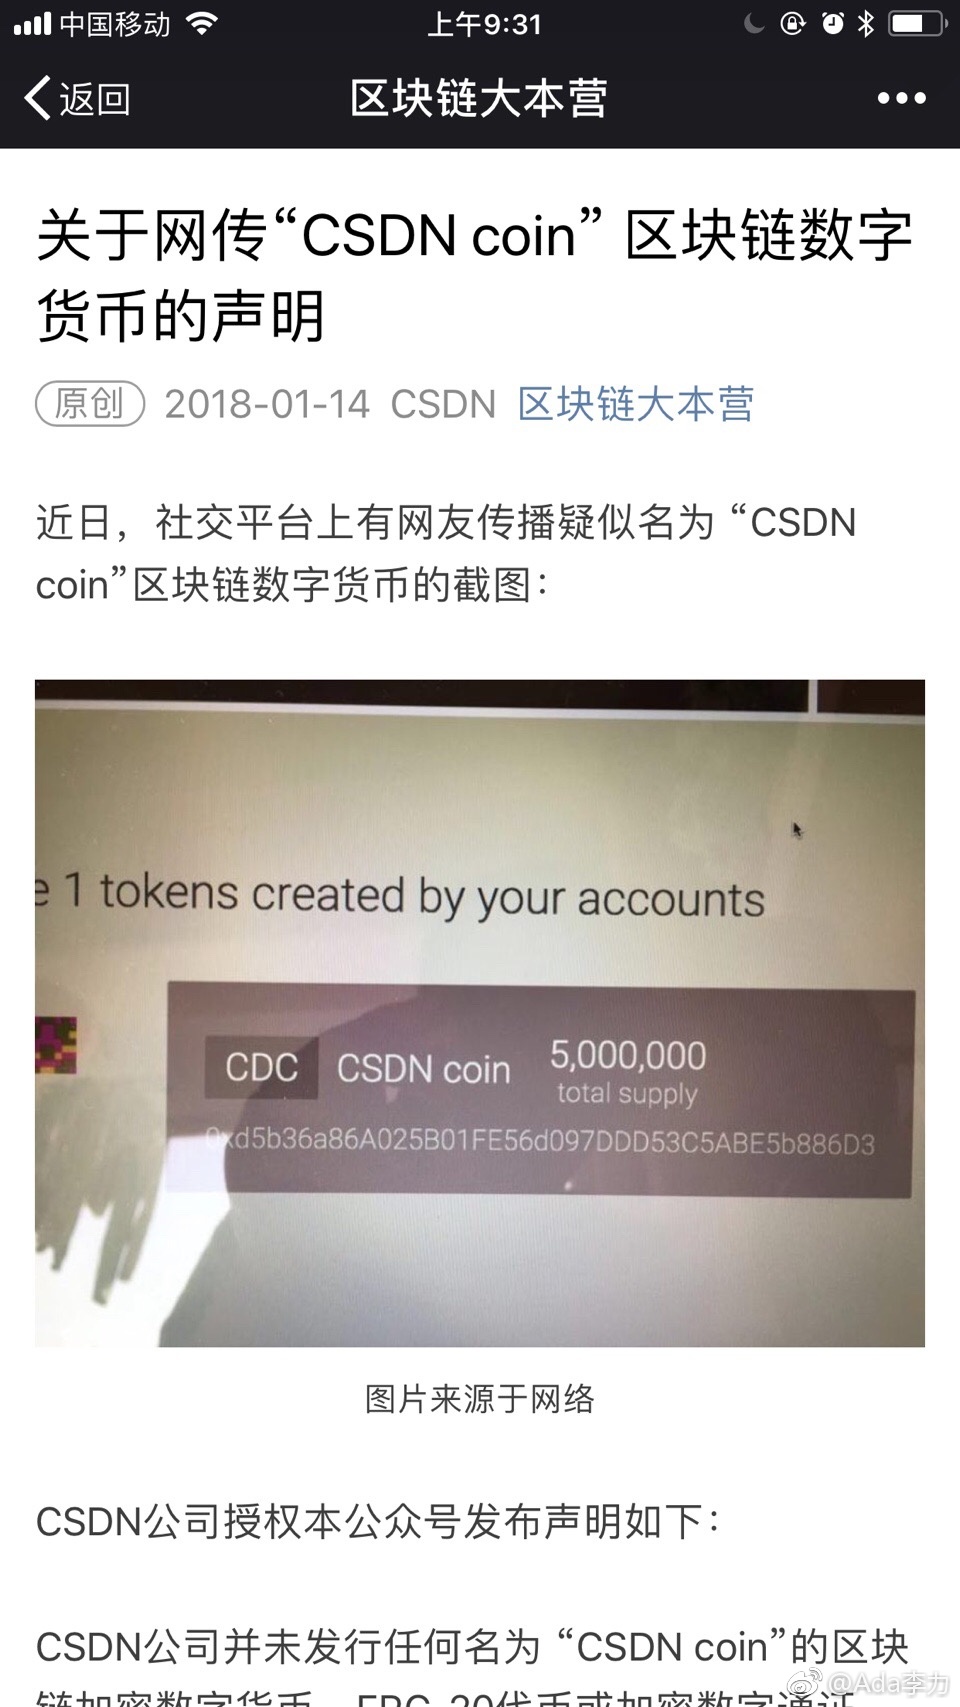 中国移动 上午9:31
返回 区块链大本营
关于网传“CSDN coin” 区块链数字
货币的声明
原创 2018-01-14 CSDN 区块链大本营
近日，社交平台上有网友传播疑似名为 “CSDN
coin”区块链数字货币的截图：
e 1 tokens created by your accounts
CDC CSDN coin 5,000,000
total supply
0xd5b36a86A025B01FE56d097DDD53C5ABE5b886D3
图片来源于网络
CSDN公司授权本公众号发布声明如下：
CSDN公司并未发行任何名为 “CSDN coin”的区块
链加密数字货币、ERC-20代币或加密数字通证
@Ada李力